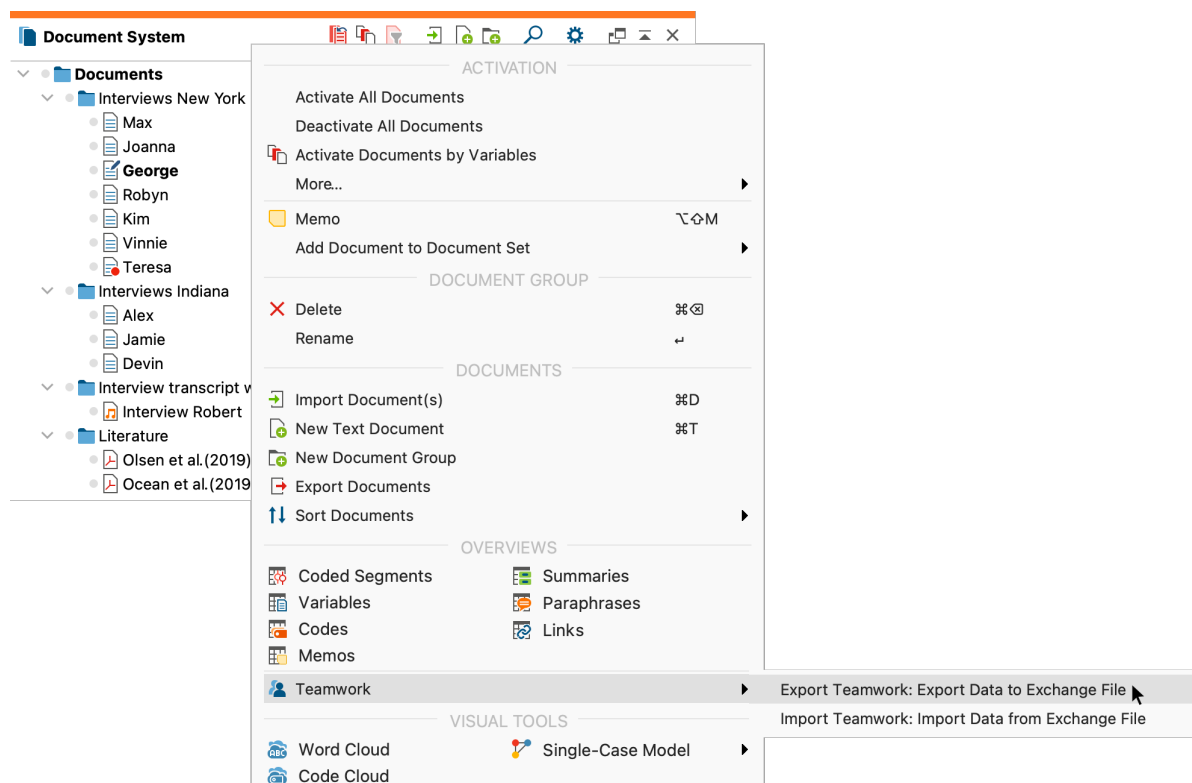 Document System
Documents
Interviews New York
Max
Joanna
George
Robyn
Kim
Vinnie
Teresa
Interviews Indiana
Alex
Jamie
Devin
Interview transcript w
Interview Robert
Literature
Olsen et al.(2019)
Ocean et al.(2019
ACTIVATION
Activate All Documents
Deactivate All Documents
Activate Documents by Variables
More...
Memo ⌥⇧M
Add Document to Document Set
DOCUMENT GROUP
Delete ⌘⌫
Rename ↵
DOCUMENTS
Import Document(s) ⌘D
New Text Document ⌘T
New Document Group
Export Documents
Sort Documents
OVERVIEWS
Coded Segments Summaries
Variables Paraphrases
Codes Links
Memos
Teamwork
Export Teamwork: Export Data to Exchange File
Import Teamwork: Import Data from Exchange File
VISUAL TOOLS
ABC Word Cloud Single-Case Model
Code Cloud